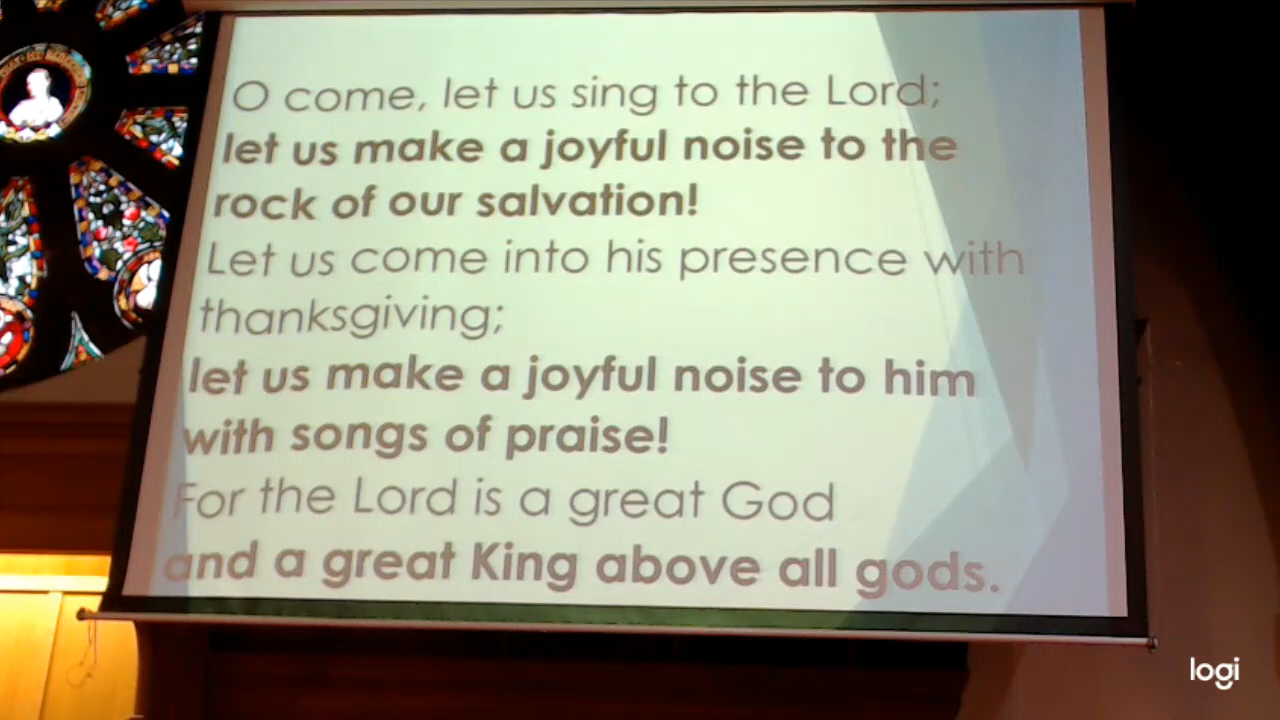 O come, let us sing to the Lord;
let us make a joyful noise to the
rock of our salvation!
Let us come into his presence with
thanksgiving;
let us make a joyful noise to him
with songs of praise!
For the Lord is a great God
and a great King above all gods.
logi